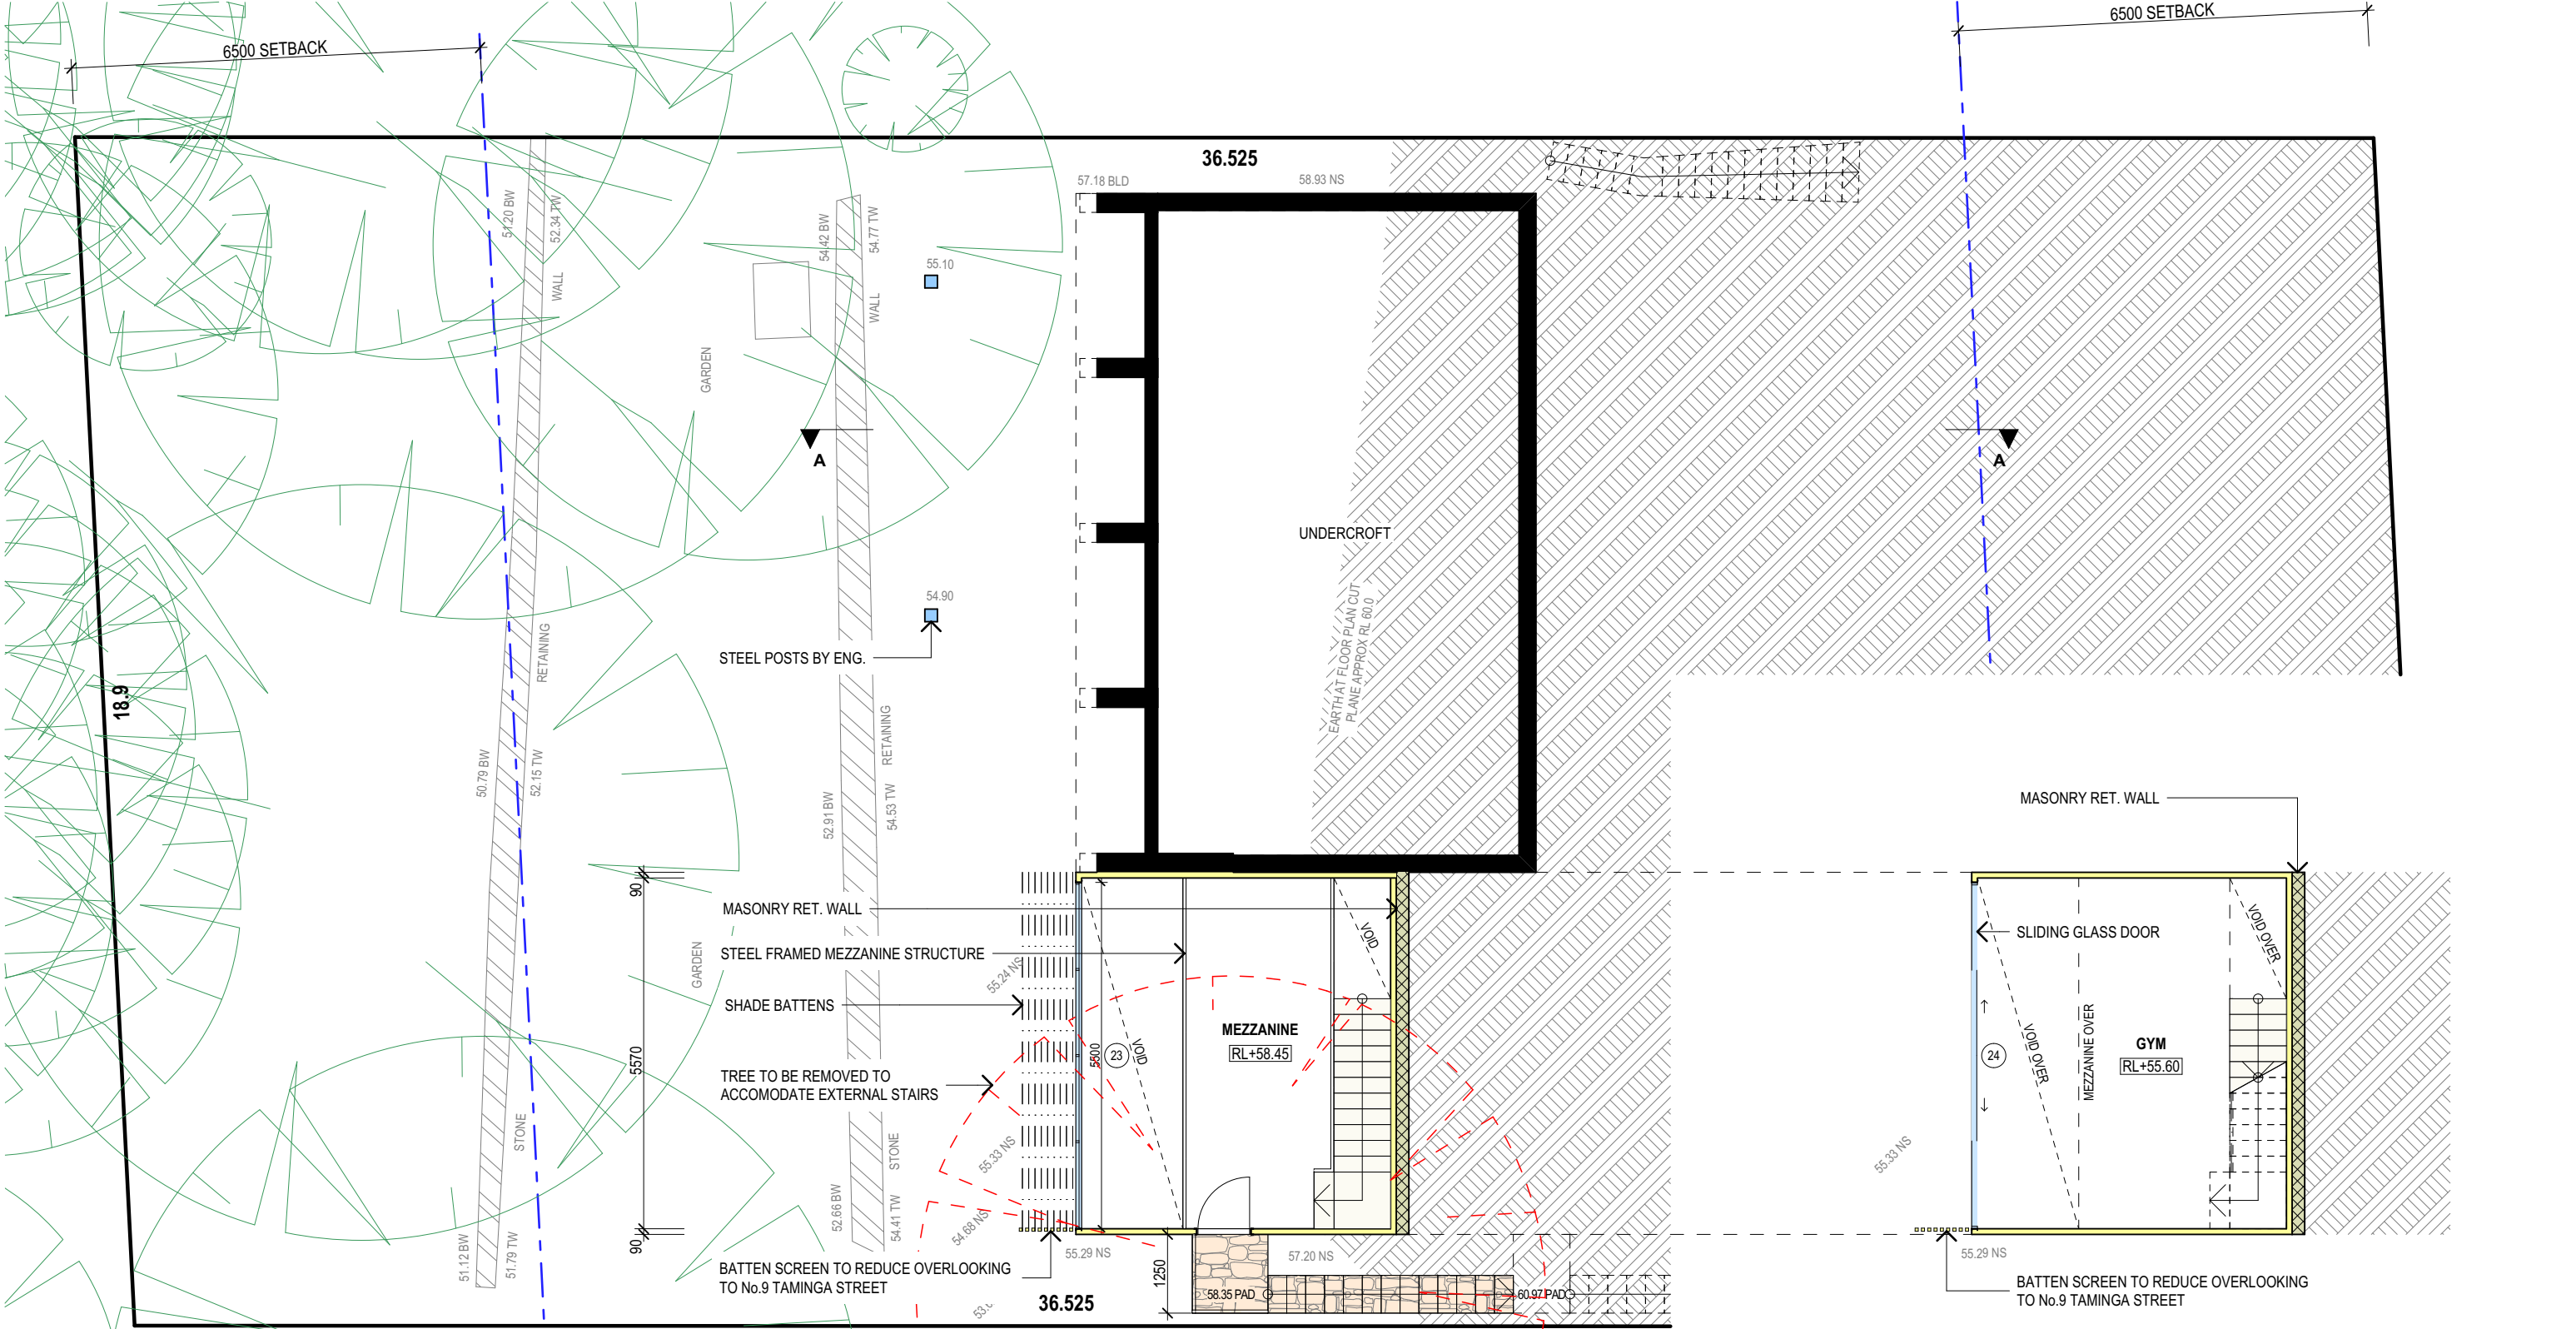 6500 SETBACK
6500 SETBACK
36.525
57.18 BLD
58.93 NS
51.20 BW
52.34 TW
WALL
54.42 BW
54.77 TW
WALL
55.10
GARDEN
A
A
UNDERCROFT
54.90
STEEL POSTS BY ENG.
EARTH AT FLOOR PLAN CUT
PLANE APPROX RL 60.0
RETAINING
18.9
50.79 BW
52.15 TW
RETAINING
52.91 BW
54.53 TW
MASONRY RET. WALL
90
MASONRY RET. WALL
STEEL FRAMED MEZZANINE STRUCTURE
GARDEN
55.24 NS
SHADE BATTENS
VOID
MEZZANINE
RL+58.45
5500
23
VOID
5570
TREE TO BE REMOVED TO
ACCOMODATE EXTERNAL STAIRS
SLIDING GLASS DOOR
VOID OVER
VOID OVER
MEZZANINE OVER
GYM
RL+55.60
24
STONE
STONE
55.33 NS
55.33 NS
52.66 BW
54.41 TW
54.68 NS
90
51.12 BW
51.79 TW
BATTEN SCREEN TO REDUCE OVERLOOKING
TO No.9 TAMINGA STREET
55.29 NS
57.20 NS
1250
58.35 PAD
60.97 PAD
36.525
55.29 NS
BATTEN SCREEN TO REDUCE OVERLOOKING
TO No.9 TAMINGA STREET